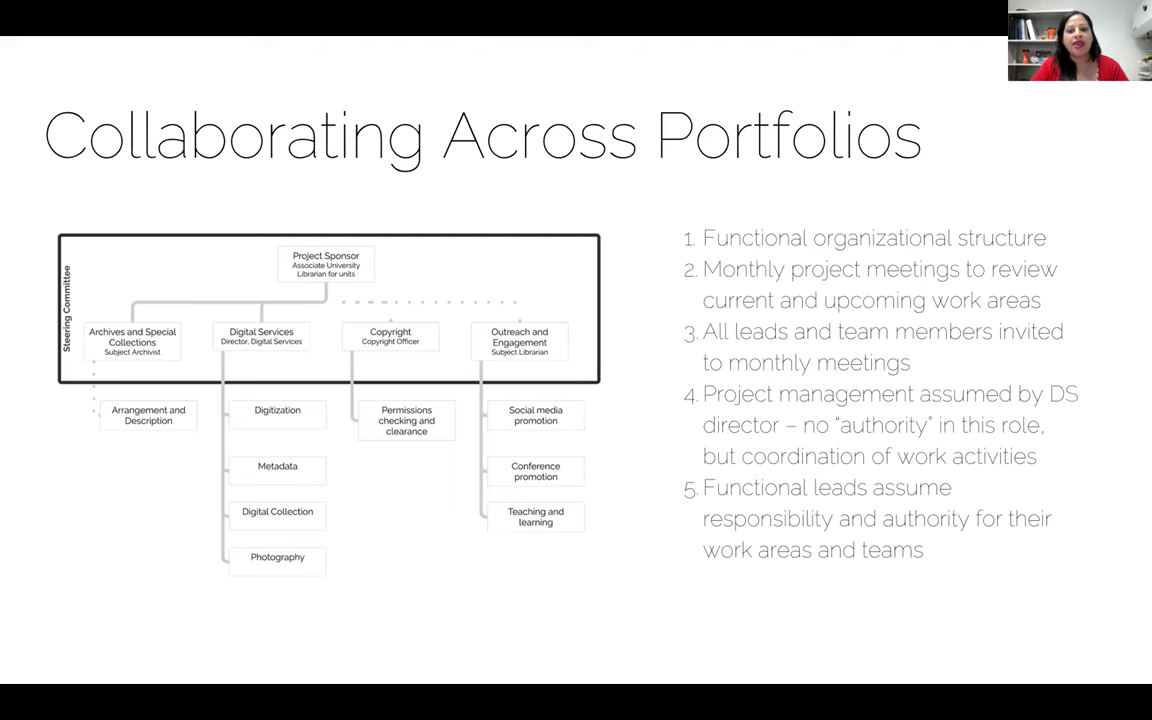 Collaborating Across Portfolios
Steering Committee
Project Sponsor
Associate University
Librarian for units
Archives and Special
Collections
Subject Archivist
Digital Services
Director, Digital Services
Copyright
Copyright Officer
Outreach and
Engagement
Subject Librarian
Arrangement and
Description
Digitization
Metadata
Digital Collection
Photography
Permissions
checking and
clearance
Social media
promotion
Conference
promotion
Teaching and
learning
1. Functional organizational structure
2. Monthly project meetings to review
current and upcoming work areas
3. All leads and team members invited
to monthly meetings
4. Project management assumed by DS
director – no “authority” in this role,
but coordination of work activities
5. Functional leads assume
responsibility and authority for their
work areas and teams